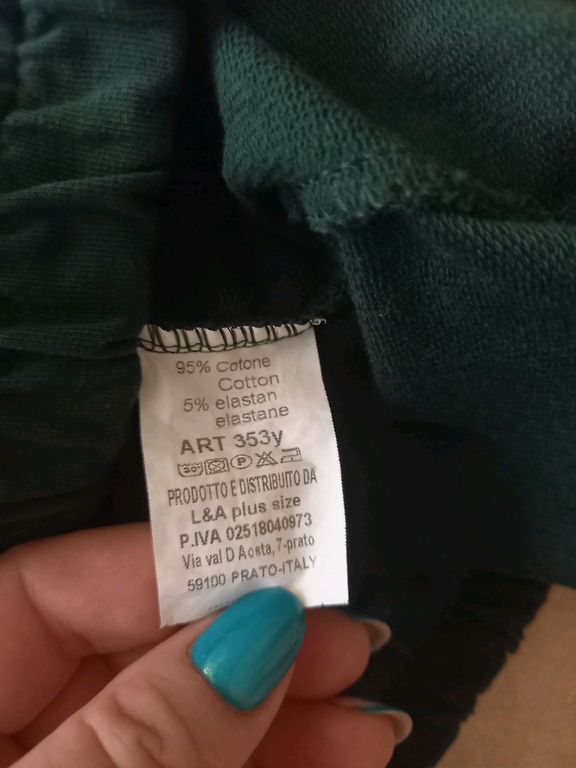 95% Cotone
Cotton
5% elastan
elastane
ART 353y
30 P
PRODOTTO E DISTRIBUITO DA
L&A plus size
P.IVA 02518040973
Via val D Aosta,7-prato
59100 PRATO-ITALY